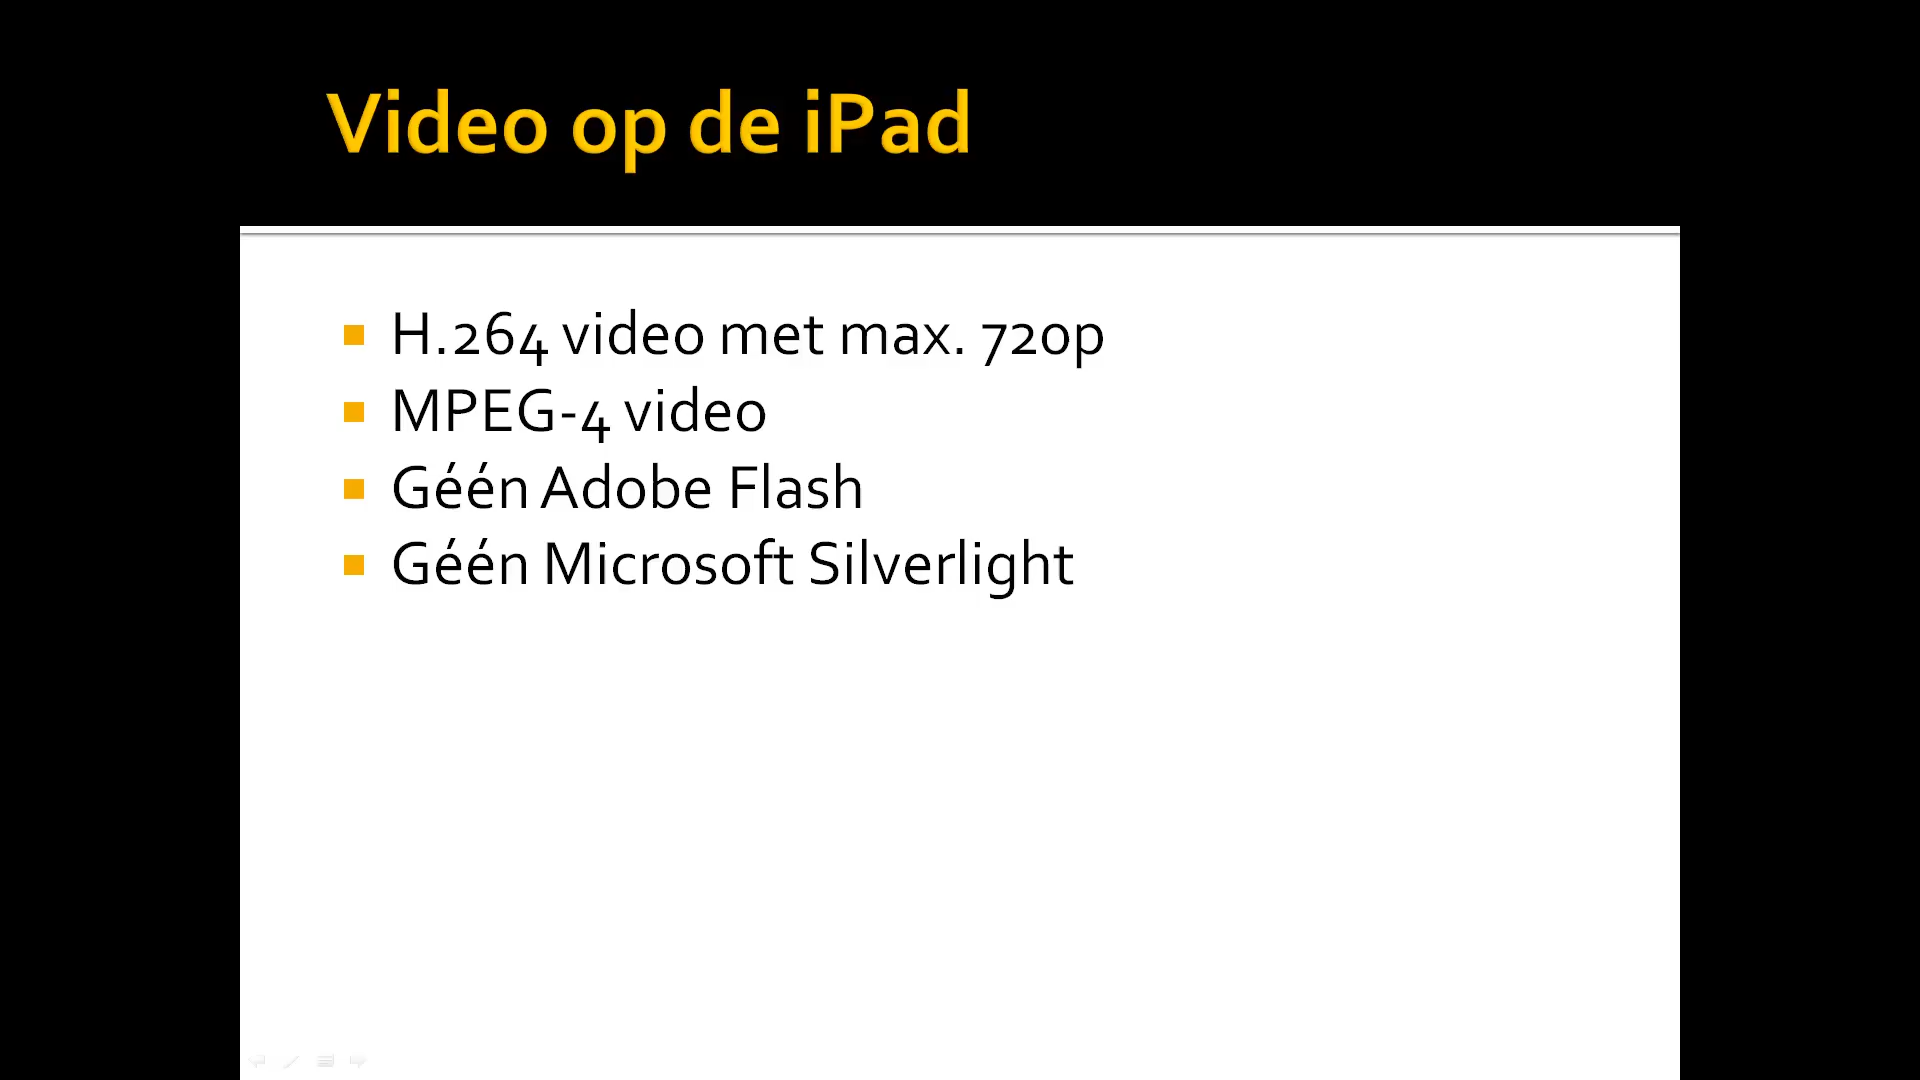 Video op de iPad
H.264 video met max. 720p
MPEG-4 video
Géén Adobe Flash
Géén Microsoft Silverlight